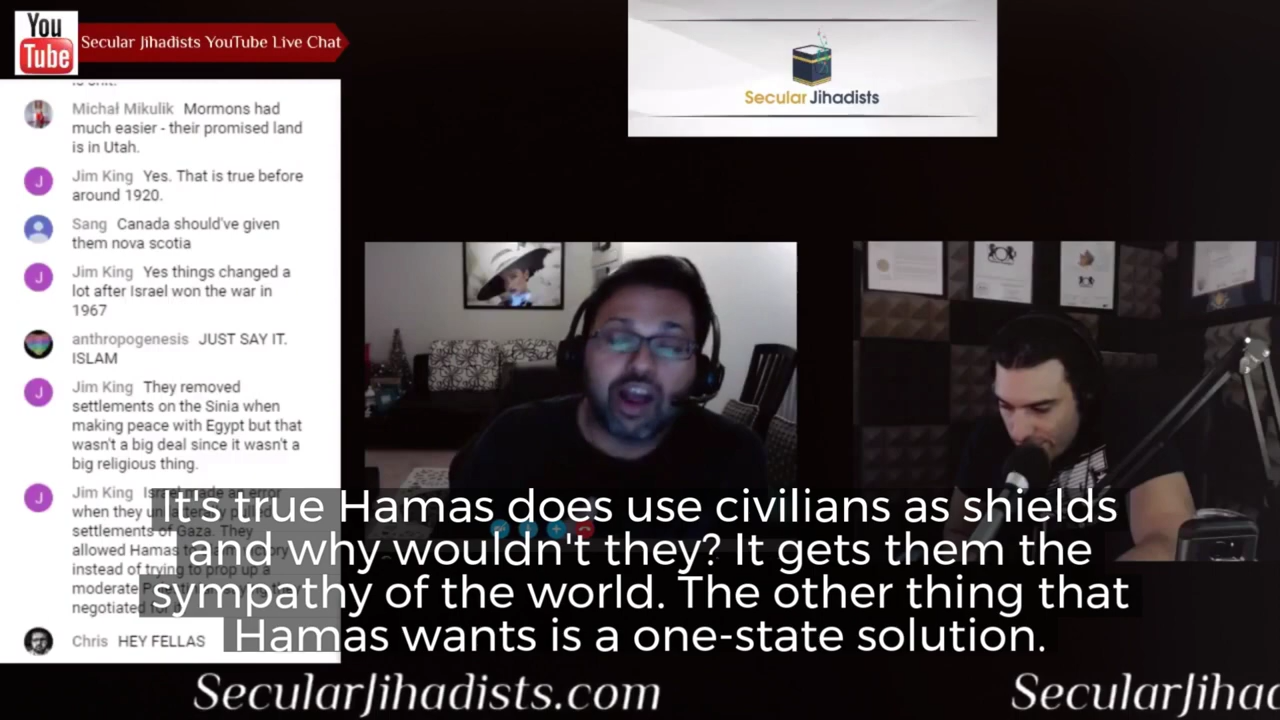 You
Tube
Secular Jihadists YouTube Live Chat
Secular Jihadists
Michał Mikulik Mormons had
much easier - their promised land
is in Utah.
Jim King Yes. That is true before
around 1920.
Sang Canada should've given
them nova scotia
Jim King Yes things changed a
lot after Israel won the war in
1967
anthropogenesis JUST SAY IT.
ISLAM
Jim King They removed
settlements on the Sinia when
making peace with Egypt but that
wasn't a big deal since it wasn't a
big religious thing.
Jim King
when they
settlements of Gaza. They
allowed Hamas
instead of trying to prop up a
moderate
negotiated
Chris HEY FELLAS
It's true Hamas does use civilians as shields
and why wouldn't they? It gets them the
sympathy of the world. The other thing that
Hamas wants is a one-state solution.
SecularJihadists.com
SecularJihad